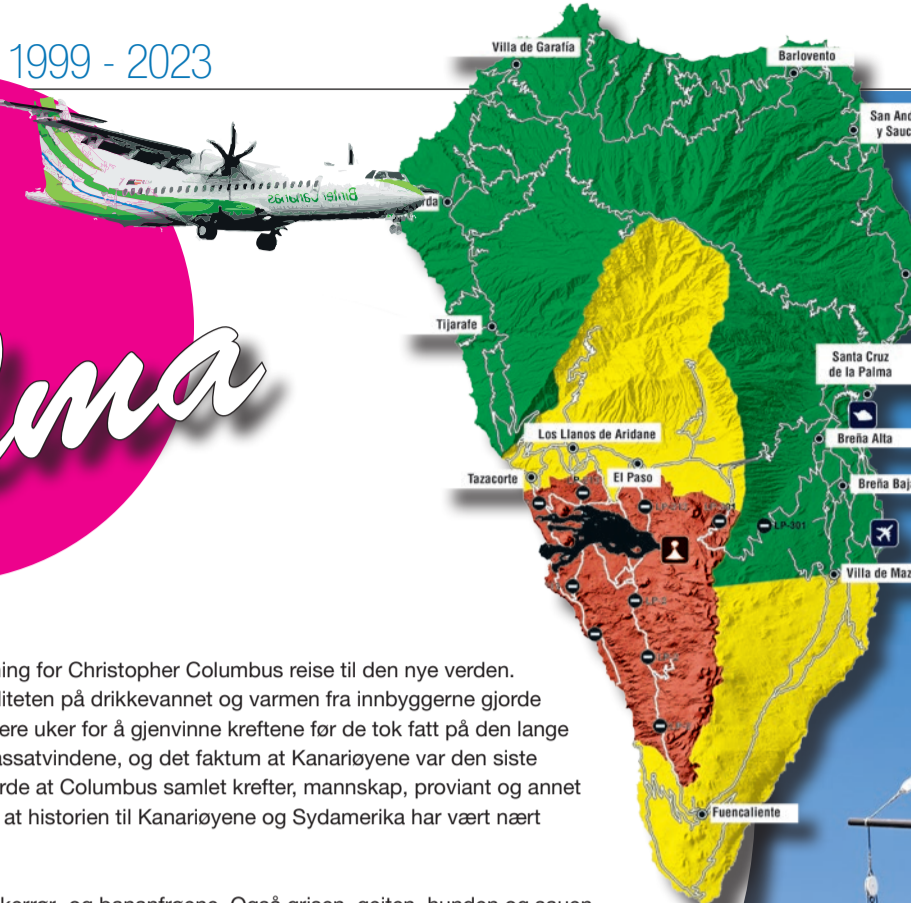 1999 - 2023
Villa de Garafía
Barlovento
San And
y Sauc
Binter Canarias
rda
Tijarafe
lma
Santa Cruz
de la Palma
Los Llanos de Aridane
Breña Alta
Tazacorte
El Paso
Breña Baj
LP-301
Villa de Maz
ning for Christopher Columbus reise til den nye verden.
liteten på drikkevannet og varmen fra innbyggerne gjorde
ere uker for å gjenvinne kreftene før de tok fatt på den lange
assatvindene, og det faktum at Kanariøyene var den siste
orde at Columbus samlet krefter, mannskap, proviant og annet
at historien til Kanariøyene og Sydamerika har vært nært
Fuencaliente